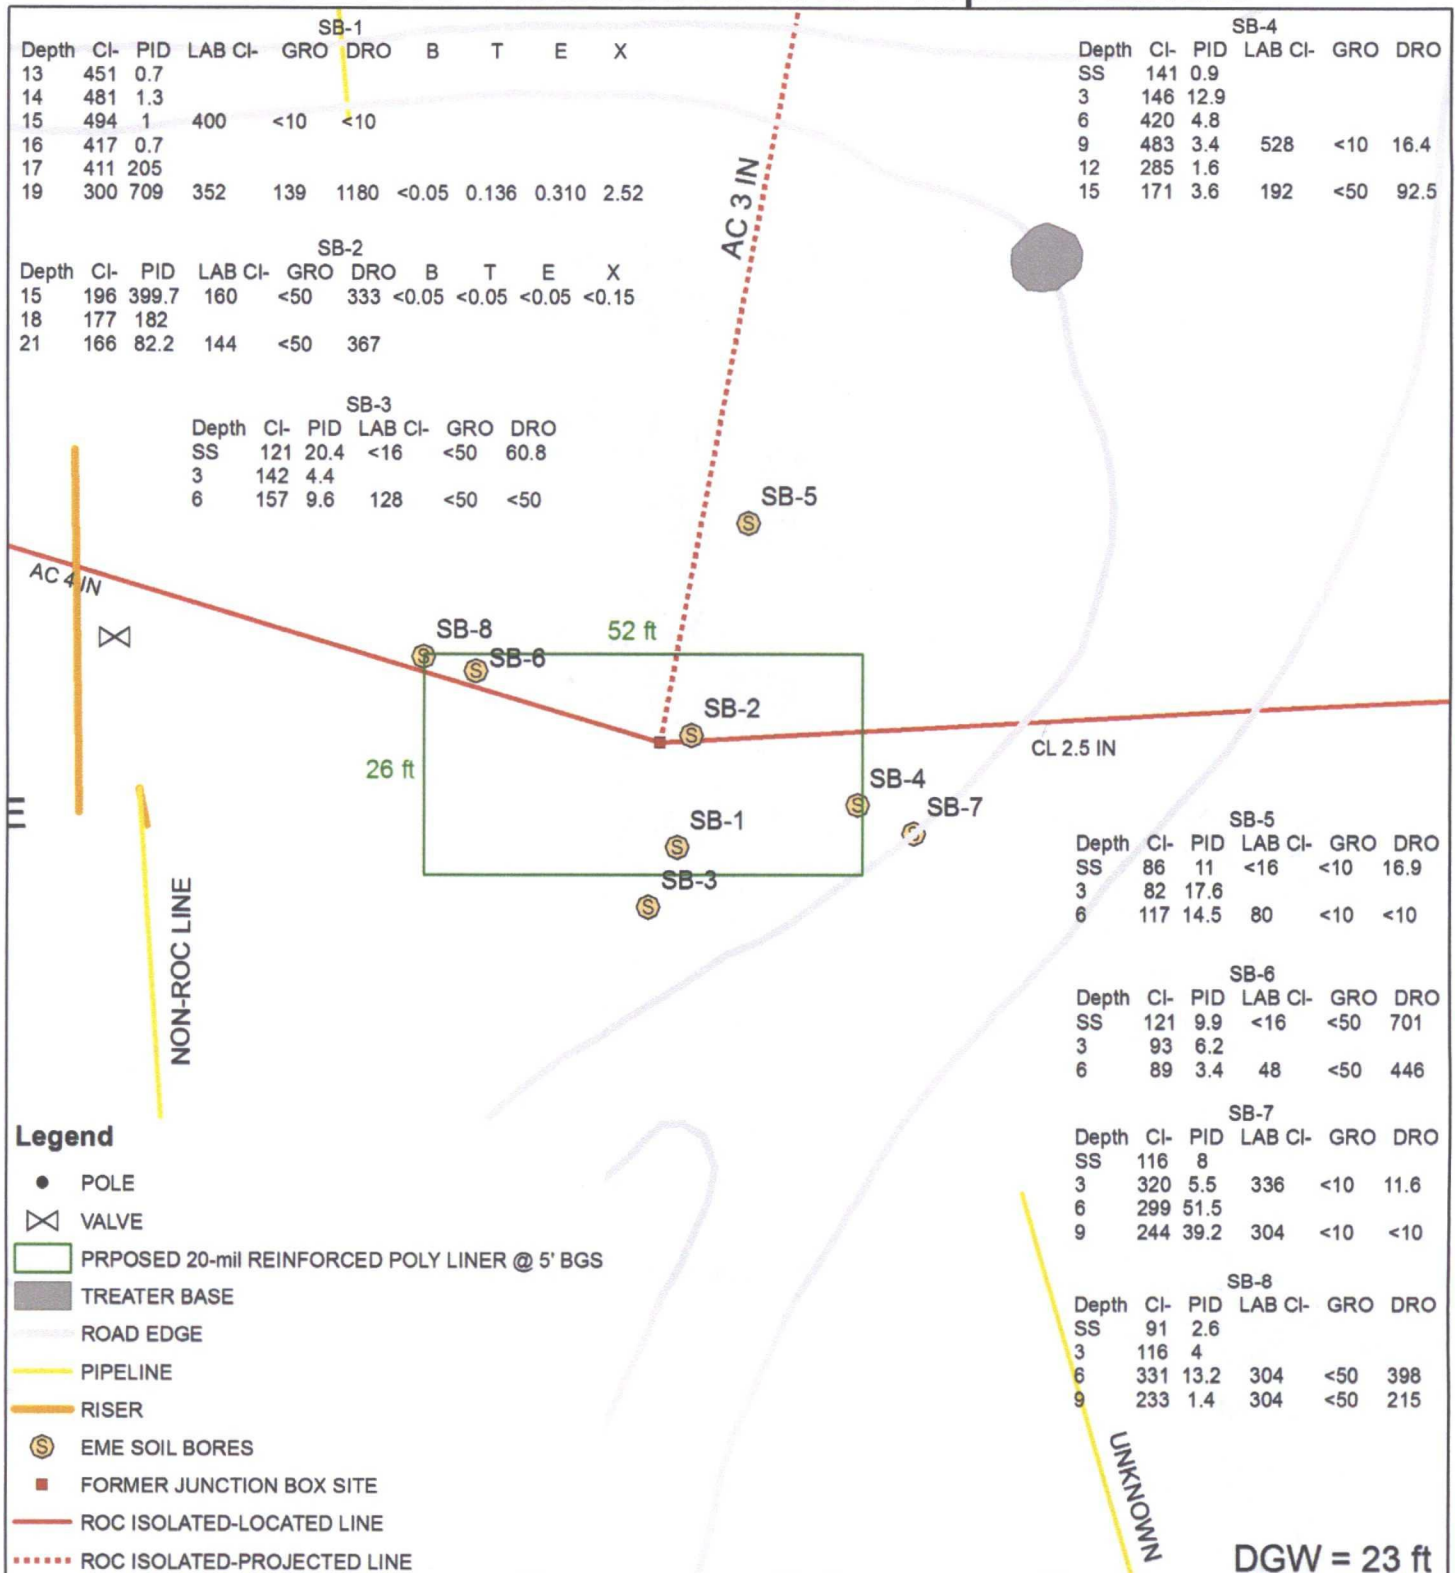 SB-1
Depth Cl- PID LAB Cl- GRO DRO B T E X
13 451 0.7
14 481 1.3
15 494 1 400 <10 <10
16 417 0.7
17 411 205
19 300 709 352 139 1180 <0.05 0.136 0.310 2.52
SB-2
Depth Cl- PID LAB Cl- GRO DRO B T E X
15 196 399.7 160 <50 333 <0.05 <0.05 <0.05 <0.15
18 177 182
21 166 82.2 144 <50 367
SB-3
Depth Cl- PID LAB Cl- GRO DRO
SS 121 20.4 <16 <50 60.8
3 142 4.4
6 157 9.6 128 <50 <50
SB-4
Depth Cl- PID LAB Cl- GRO DRO
SS 141 0.9
3 146 12.9
6 420 4.8
9 483 3.4 528 <10 16.4
12 285 1.6
15 171 3.6 192 <50 92.5
AC 3 IN
SB-5
AC 4 IN
SB-8
52 ft
SB-6
SB-2
CL 2.5 IN
26 ft
SB-4
SB-7
SB-1
SB-3
NON-ROC LINE
SB-5
Depth Cl- PID LAB Cl- GRO DRO
SS 86 11 <16 <10 16.9
3 82 17.6
6 117 14.5 80 <10 <10
SB-6
Depth Cl- PID LAB Cl- GRO DRO
SS 121 9.9 <16 <50 701
3 93 6.2
6 89 3.4 48 <50 446
SB-7
Depth Cl- PID LAB Cl- GRO DRO
SS 116 8
3 320 5.5 336 <10 11.6
6 299 51.5
9 244 39.2 304 <10 <10
SB-8
Depth Cl- PID LAB Cl- GRO DRO
SS 91 2.6
3 116 4
6 331 13.2 304 <50 398
9 233 1.4 304 <50 215
Legend
POLE
VALVE
PRPOSED 20-mil REINFORCED POLY LINER @ 5' BGS
TREATER BASE
ROAD EDGE
PIPELINE
RISER
S EME SOIL BORES
FORMER JUNCTION BOX SITE
ROC ISOLATED-LOCATED LINE
ROC ISOLATED-PROJECTED LINE
UNKNOWN
DGW = 23 ft